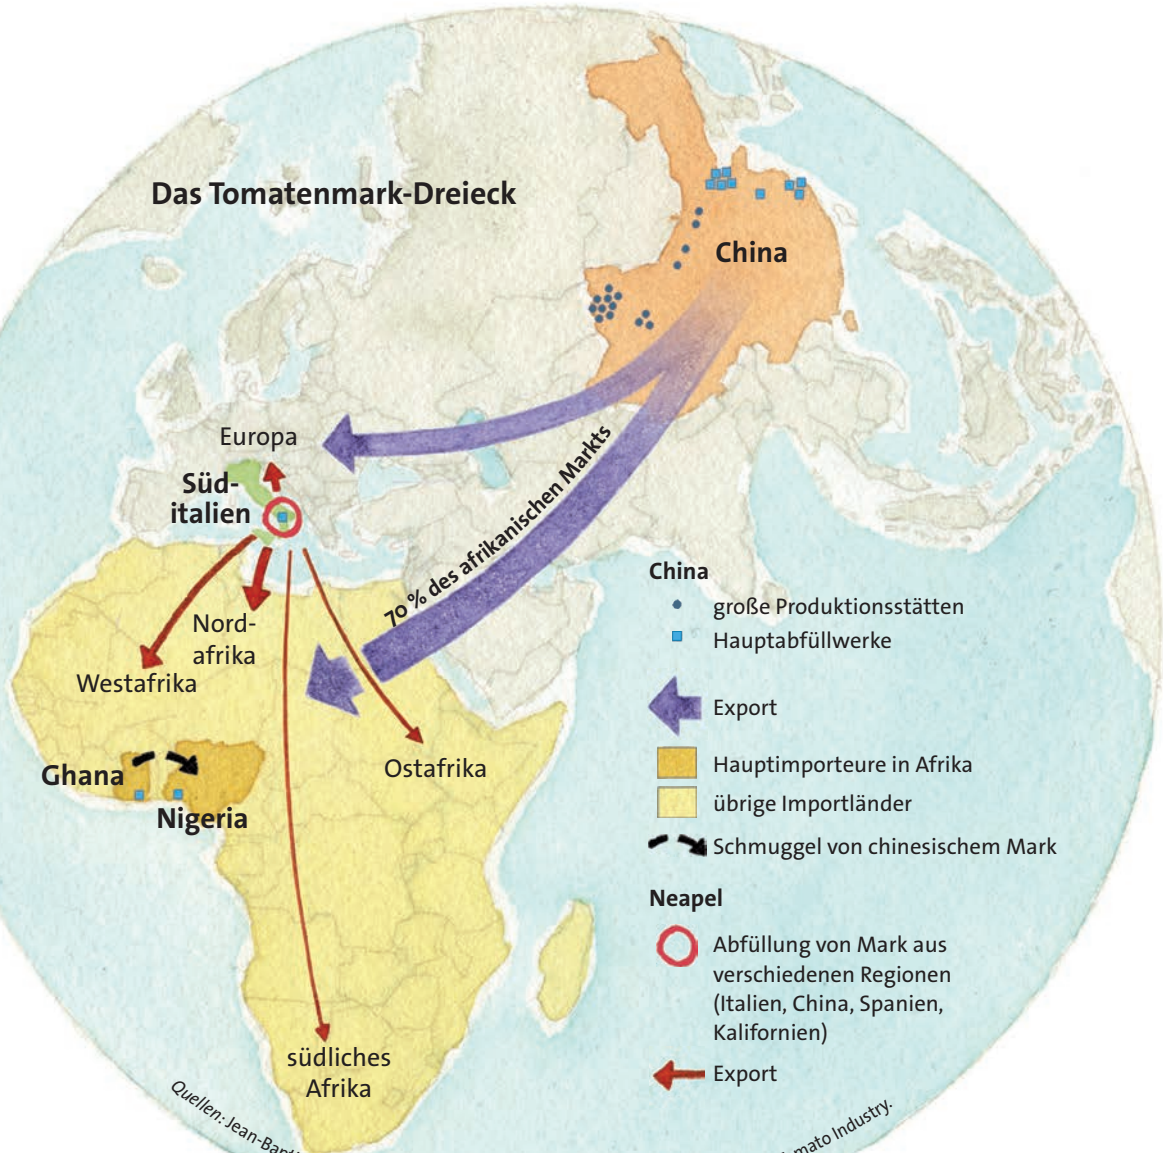 Das Tomatenmark-Dreieck
China
Europa
Süd-
italien
70 % des afrikanischen Markts
Nord-
afrika
Westafrika
Ostafrika
Ghana
Nigeria
südliches
Afrika
China
große Produktionsstätten
Hauptabfüllwerke
Export
Hauptimporteure in Afrika
übrige Importländer
Schmuggel von chinesischem Mark
Neapel
Abfüllung von Mark aus
verschiedenen Regionen
(Italien, China, Spanien,
Kalifornien)
Export
Quellen:
Industry.